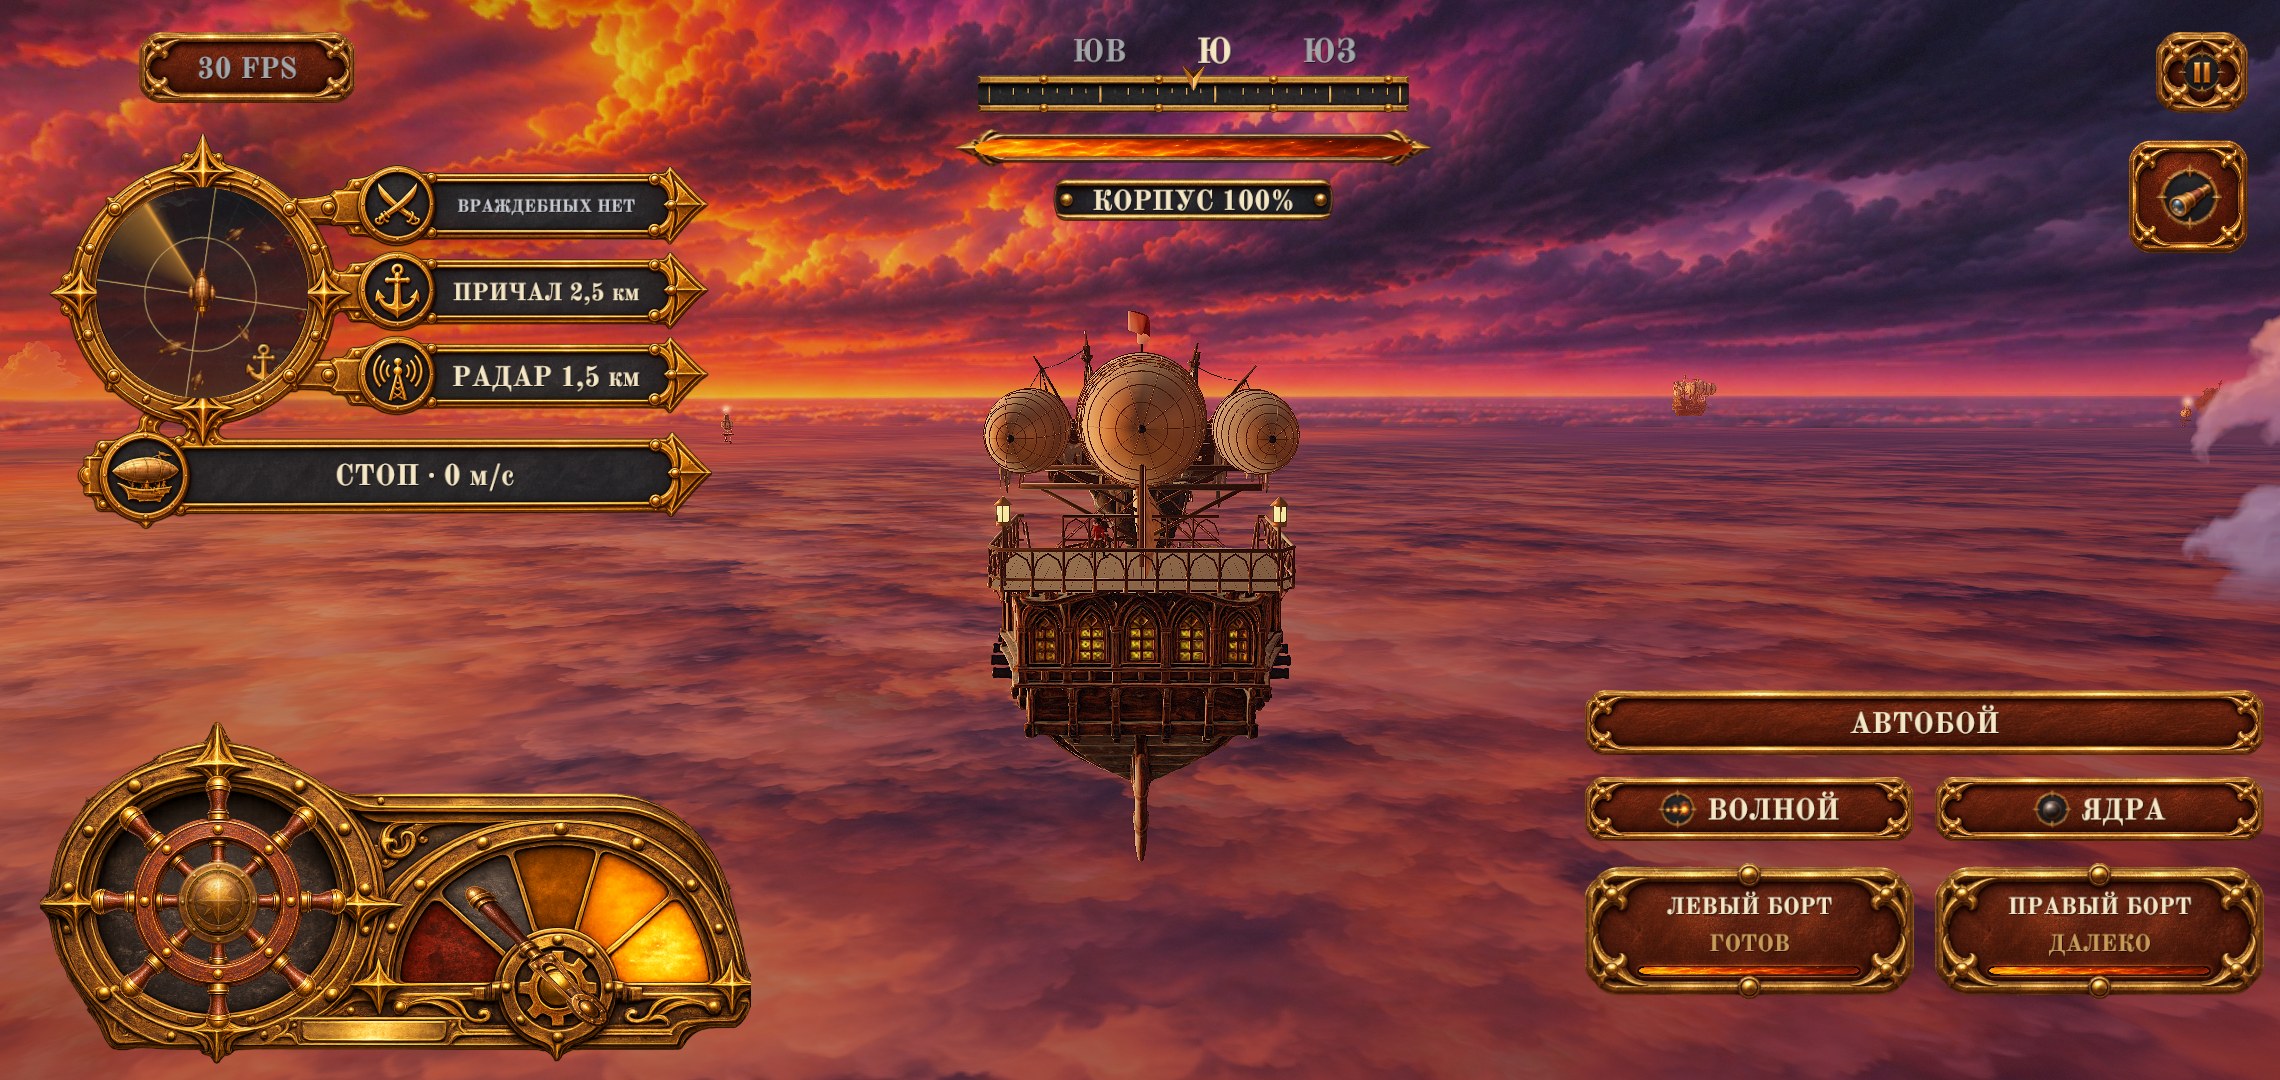 30 FPS
ЮВ Ю ЮЗ
КОРПУС 100%
ВРАЖДЕБНЫХ НЕТ
ПРИЧАЛ 2,5 км
РАДАР 1,5 км
СТОП · 0 м/с
АВТОБОЙ
ВОЛНОЙ
ЯДРА
ЛЕВЫЙ БОРТ
ГОТОВ
ПРАВЫЙ БОРТ
ДАЛЕКО